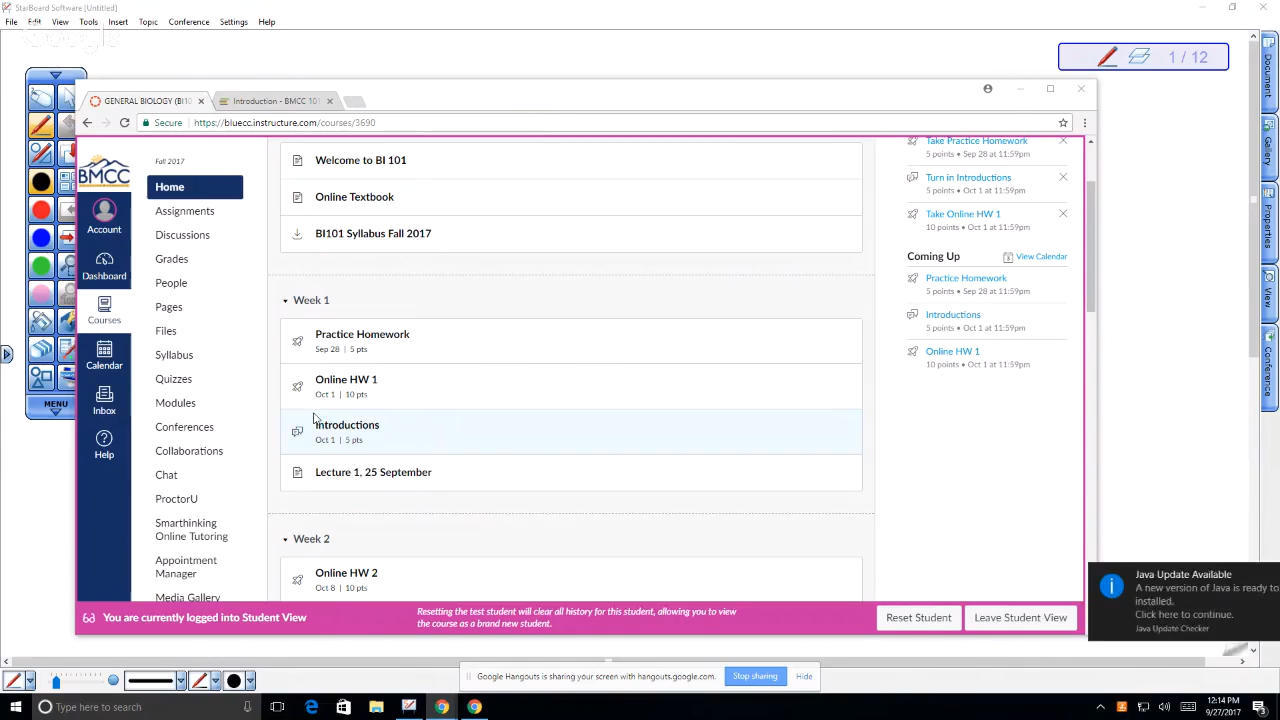 StarBoard Software [Untitled]
File Edit View Tools Insert Topic Conference Settings Help
1 / 12
GENERAL BIOLOGY (BI10
Introduction - BMCC 101
Secure
https://bluecc.instructure.com/courses/3690
BMCC
Account
Dashboard
Courses
Calendar
Inbox
Help
Fall 2017
Home
Assignments
Discussions
Grades
People
Pages
Files
Syllabus
Quizzes
Modules
Conferences
Collaborations
Chat
ProctorU
Smarthinking
Online Tutoring
Appointment
Manager
Media Gallery
Welcome to BI 101
Online Textbook
BI101 Syllabus Fall 2017
Week 1
Practice Homework
Sep 28 | 5 pts
Online HW 1
Oct 1 | 10 pts
Introductions
Oct 1 | 5 pts
Lecture 1, 25 September
Week 2
Online HW 2
Oct 8 | 10 pts
Take Practice Homework
5 points • Sep 28 at 11:59pm
Turn in Introductions
5 points • Oct 1 at 11:59pm
Take Online HW 1
10 points • Oct 1 at 11:59pm
Coming Up
View Calendar
Practice Homework
5 points • Sep 28 at 11:59pm
Introductions
5 points • Oct 1 at 11:59pm
Online HW 1
10 points • Oct 1 at 11:59pm
You are currently logged into Student View
Resetting the test student will clear all history for this student, allowing you to view
the course as a brand new student.
Reset Student
Leave Student View
Java Update Available
A new version of Java is ready to
installed.
Click here to continue.
Java Update Checker
Document
Gallery
Properties
View
Conference
MENU
Google Hangouts is sharing your screen with hangouts.google.com.
Stop sharing
Hide
Type here to search
12:14 PM
9/27/2017
3